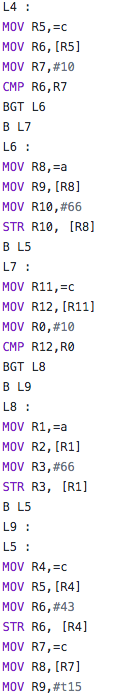 L4 :
MOV R5,=c
MOV R6,[R5]
MOV R7,#10
CMP R6,R7
BGT L6
B L7
L6 :
MOV R8,=a
MOV R9,[R8]
MOV R10,#66
STR R10, [R8]
B L5
L7 :
MOV R11,=c
MOV R12,[R11]
MOV R0,#10
CMP R12,R0
BGT L8
B L9
L8 :
MOV R1,=a
MOV R2,[R1]
MOV R3,#66
STR R3, [R1]
B L5
L9 :
L5 :
MOV R4,=c
MOV R5,[R4]
MOV R6,#43
STR R6, [R4]
MOV R7,=c
MOV R8,[R7]
MOV R9,#t15